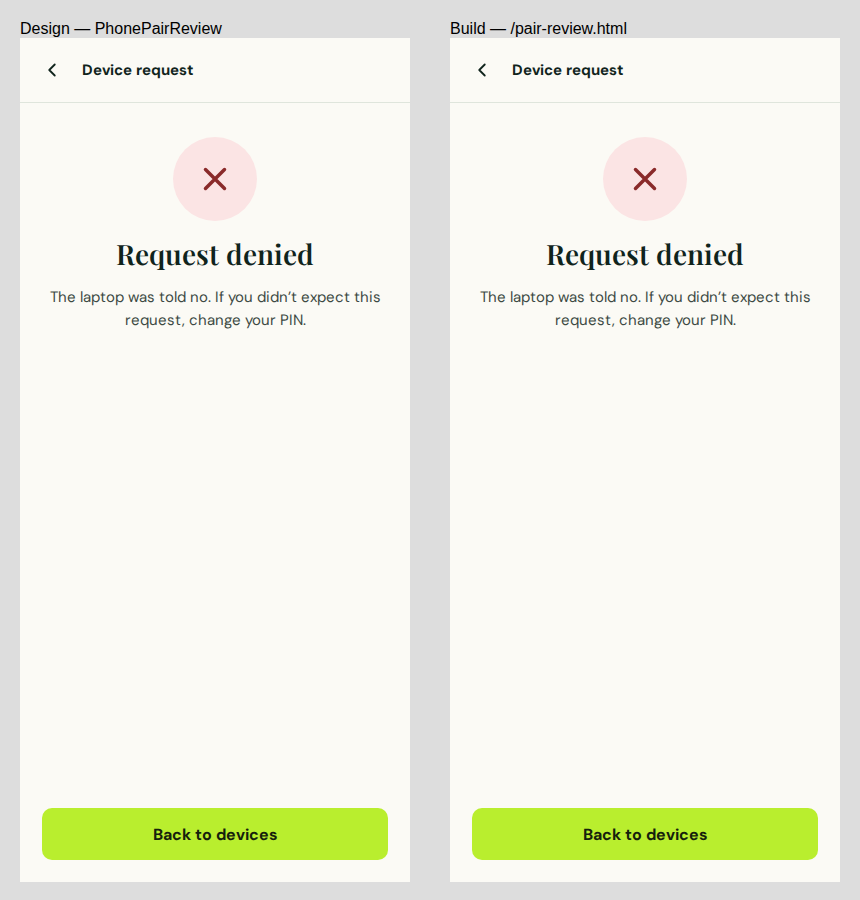 Design — PhonePairReview
Device request
Request denied
The laptop was told no. If you didn’t expect this
request, change your PIN.
Back to devices
Build — /pair-review.html
Device request
Request denied
The laptop was told no. If you didn’t expect this
request, change your PIN.
Back to devices